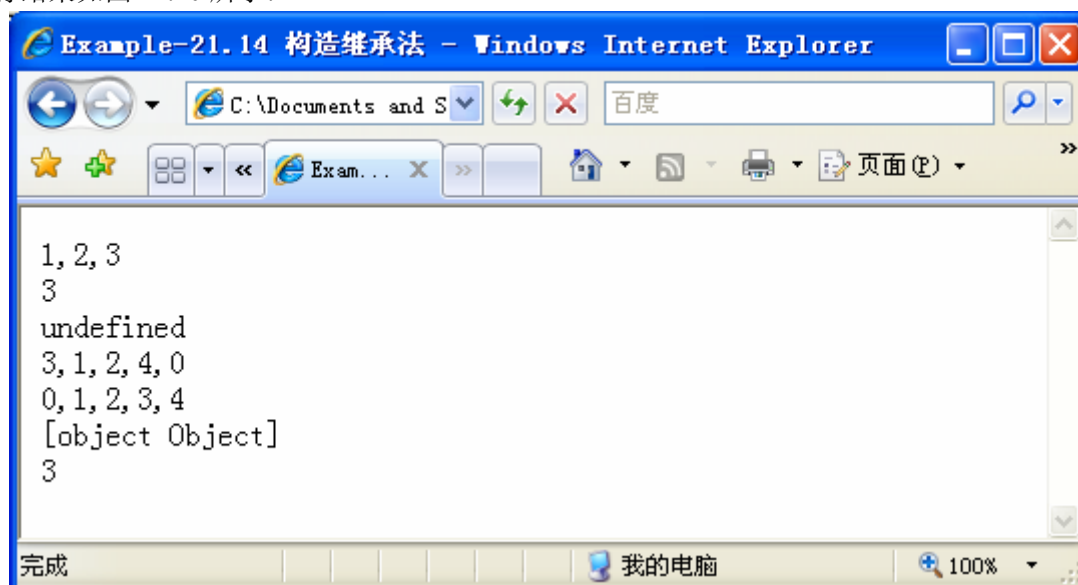 Example-21.14 构造继承法 - Windows Internet Explorer
C:\Documents and S
百度
Exam...
页面(P)
1,2,3
3
undefined
3,1,2,4,0
0,1,2,3,4
[object Object]
3
完成
我的电脑
100%